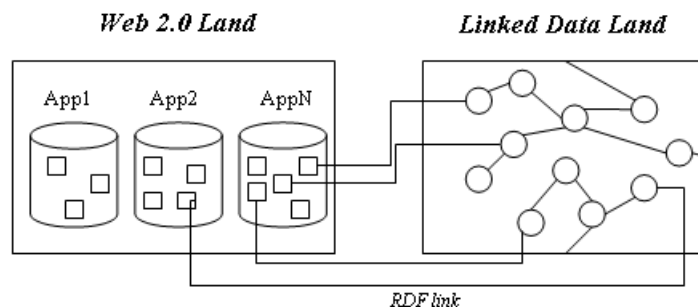 Web 2.0 Land
Linked Data Land
App1
App2
AppN
RDF link